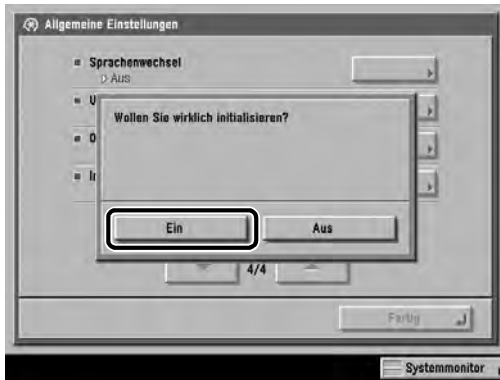 Allgemeine Einstellungen
Sprachenwechsel
Aus
Wollen Sie wirklich initialisieren?
Ein
Aus
4/4
Fertig
Systemmonitor